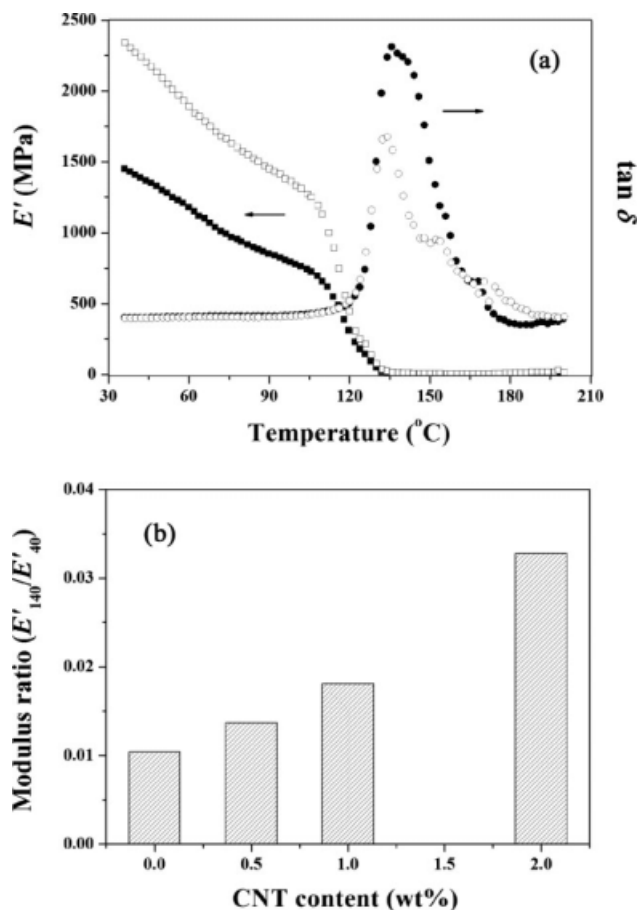 (a)
2500
2000
1500
1000
500
0
E' (MPa)
tan δ
30 60 90 120 150 180 210
Temperature (°C)
(b)
0.04
0.03
0.02
0.01
0.00
Modulus ratio (E'140/E'40)
0.0 0.5 1.0 1.5 2.0
CNT content (wt%)